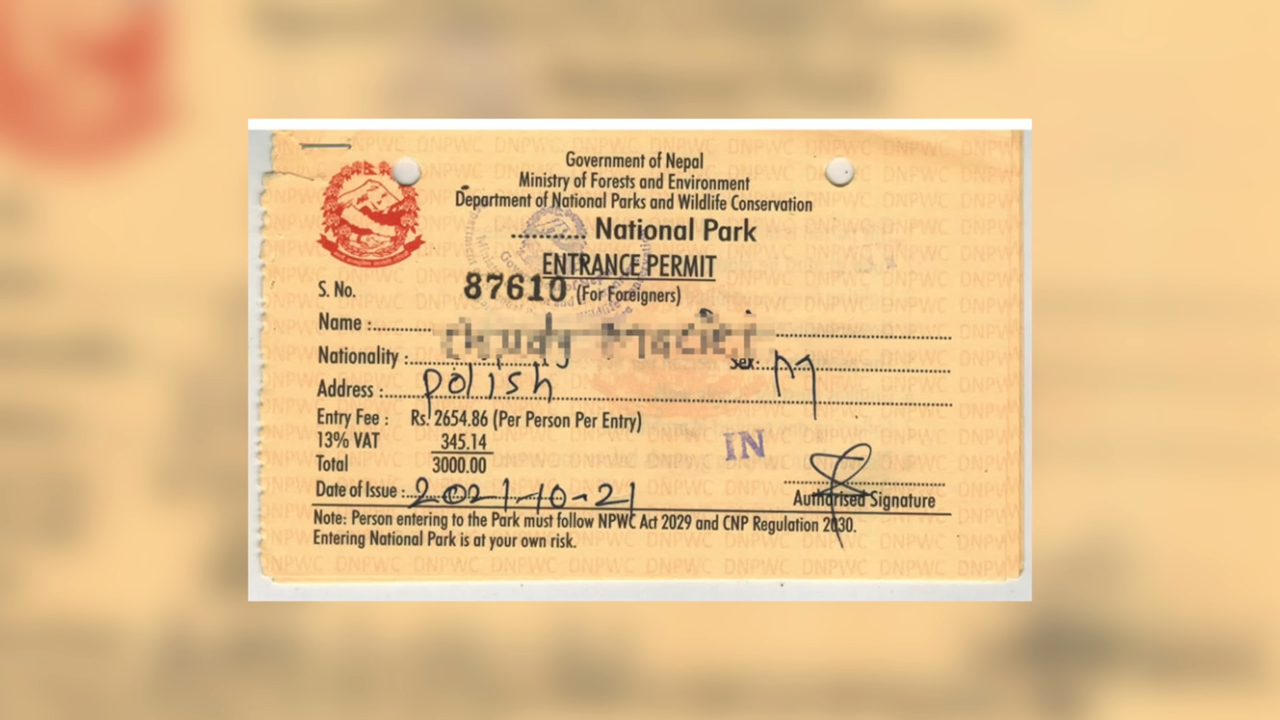 Government of Nepal
Ministry of Forests and Environment
Department of National Parks and Wildlife Conservation
............ National Park
ENTRANCE PERMIT
S. No. 87610 (For Foreigners)
Name :
Nationality : Sex: M
Address : polish
Entry Fee : Rs. 2654.86 (Per Person Per Entry)
13% VAT 345.14
IN
Total 3000.00
Date of Issue : 2021-10-21 Authorised Signature
Note: Person entering to the Park must follow NPWC Act 2029 and CNP Regulation 2030.
Entering National Park is at your own risk.